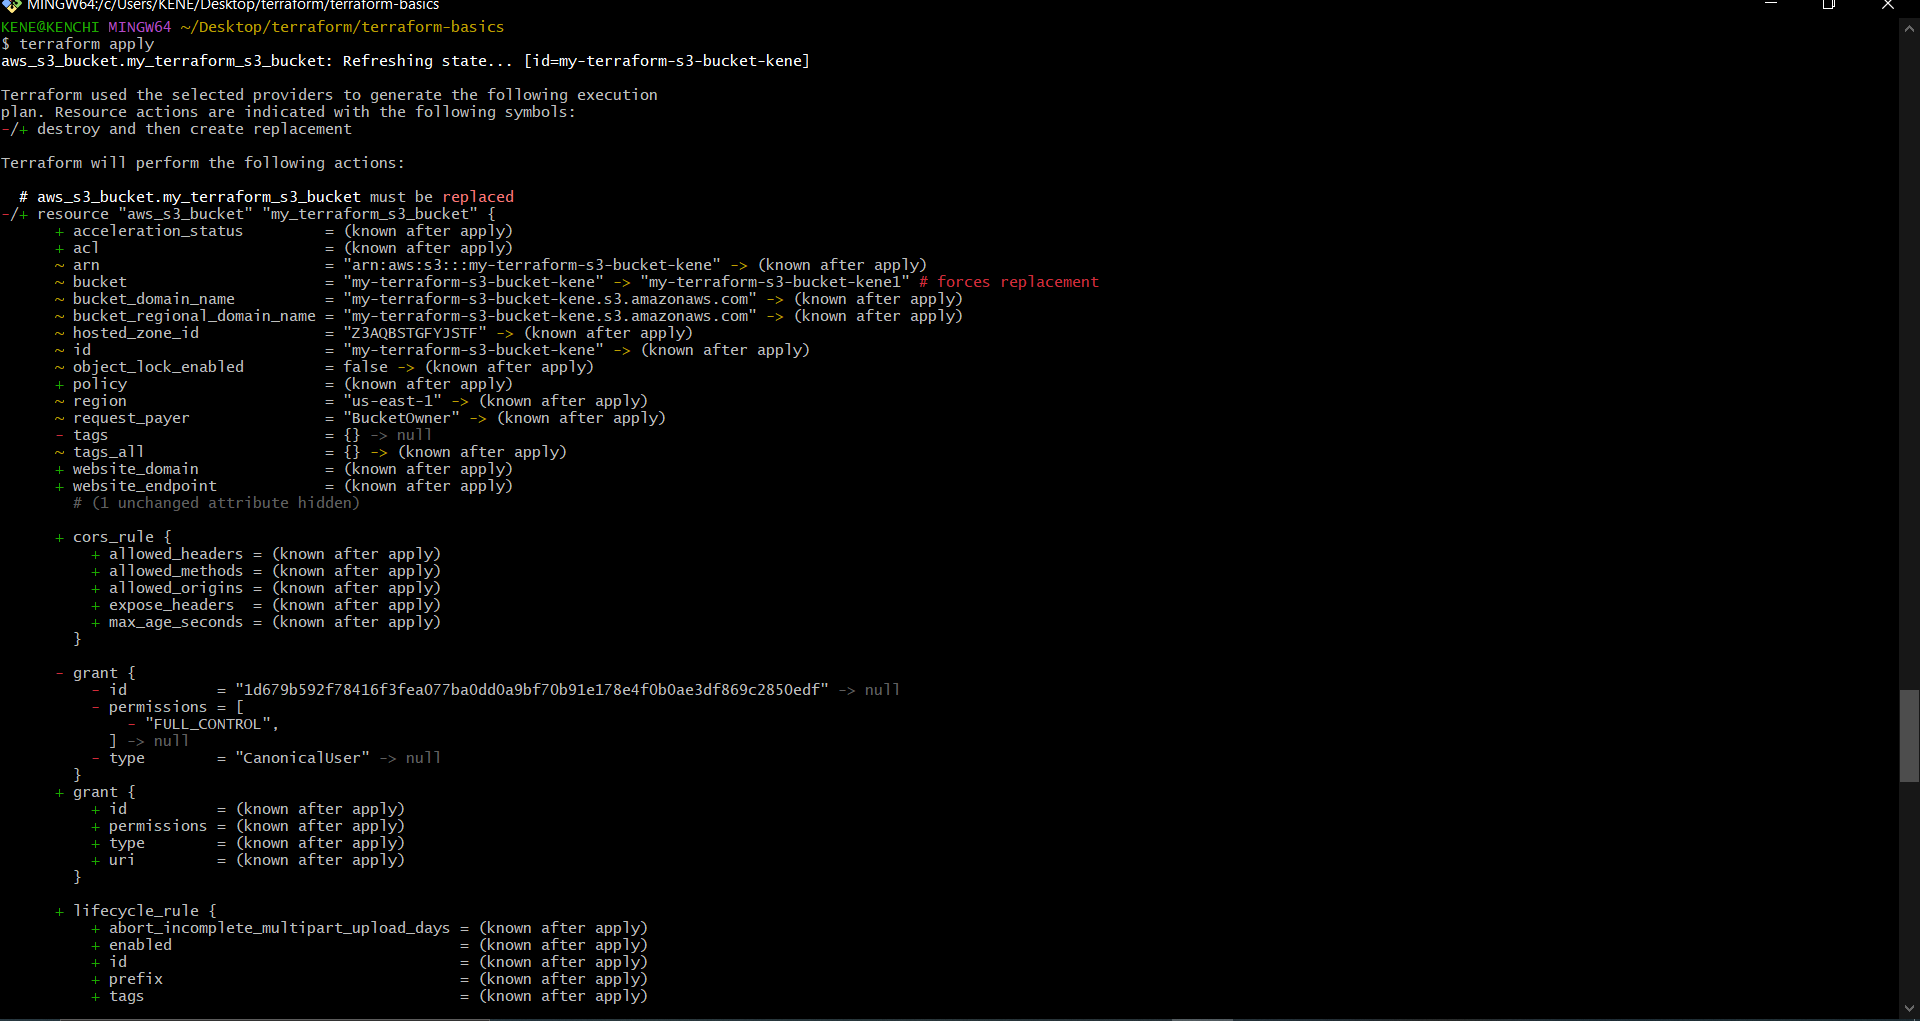 MINGW64:/c/Users/KENE/Desktop/terraform/terraform-basics
KENE@KENCHI MINGW64 ~/Desktop/terraform/terraform-basics
$ terraform apply
aws_s3_bucket.my_terraform_s3_bucket: Refreshing state... [id=my-terraform-s3-bucket-kene]
Terraform used the selected providers to generate the following execution
plan. Resource actions are indicated with the following symbols:
-/+ destroy and then create replacement
Terraform will perform the following actions:
# aws_s3_bucket.my_terraform_s3_bucket must be replaced
-/+ resource "aws_s3_bucket" "my_terraform_s3_bucket" {
+ acceleration_status = (known after apply)
+ acl = (known after apply)
~ arn = "arn:aws:s3:::my-terraform-s3-bucket-kene" -> (known after apply)
~ bucket = "my-terraform-s3-bucket-kene" -> "my-terraform-s3-bucket-kene1" # forces replacement
~ bucket_domain_name = "my-terraform-s3-bucket-kene.s3.amazonaws.com" -> (known after apply)
~ bucket_regional_domain_name = "my-terraform-s3-bucket-kene.s3.amazonaws.com" -> (known after apply)
~ hosted_zone_id = "Z3AQBSTGFYJSTF" -> (known after apply)
~ id = "my-terraform-s3-bucket-kene" -> (known after apply)
~ object_lock_enabled = false -> (known after apply)
+ policy = (known after apply)
~ region = "us-east-1" -> (known after apply)
~ request_payer = "BucketOwner" -> (known after apply)
- tags = {} -> null
~ tags_all = {} -> (known after apply)
+ website_domain = (known after apply)
+ website_endpoint = (known after apply)
# (1 unchanged attribute hidden)
+ cors_rule {
+ allowed_headers = (known after apply)
+ allowed_methods = (known after apply)
+ allowed_origins = (known after apply)
+ expose_headers = (known after apply)
+ max_age_seconds = (known after apply)
}
- grant {
- id = "1d679b592f78416f3fea077ba0dd0a9bf70b91e178e4f0b0ae3df869c2850edf" -> null
- permissions = [
- "FULL_CONTROL",
] -> null
- type = "CanonicalUser" -> null
}
+ grant {
+ id = (known after apply)
+ permissions = (known after apply)
+ type = (known after apply)
+ uri = (known after apply)
}
+ lifecycle_rule {
+ abort_incomplete_multipart_upload_days = (known after apply)
+ enabled = (known after apply)
+ id = (known after apply)
+ prefix = (known after apply)
+ tags = (known after apply)